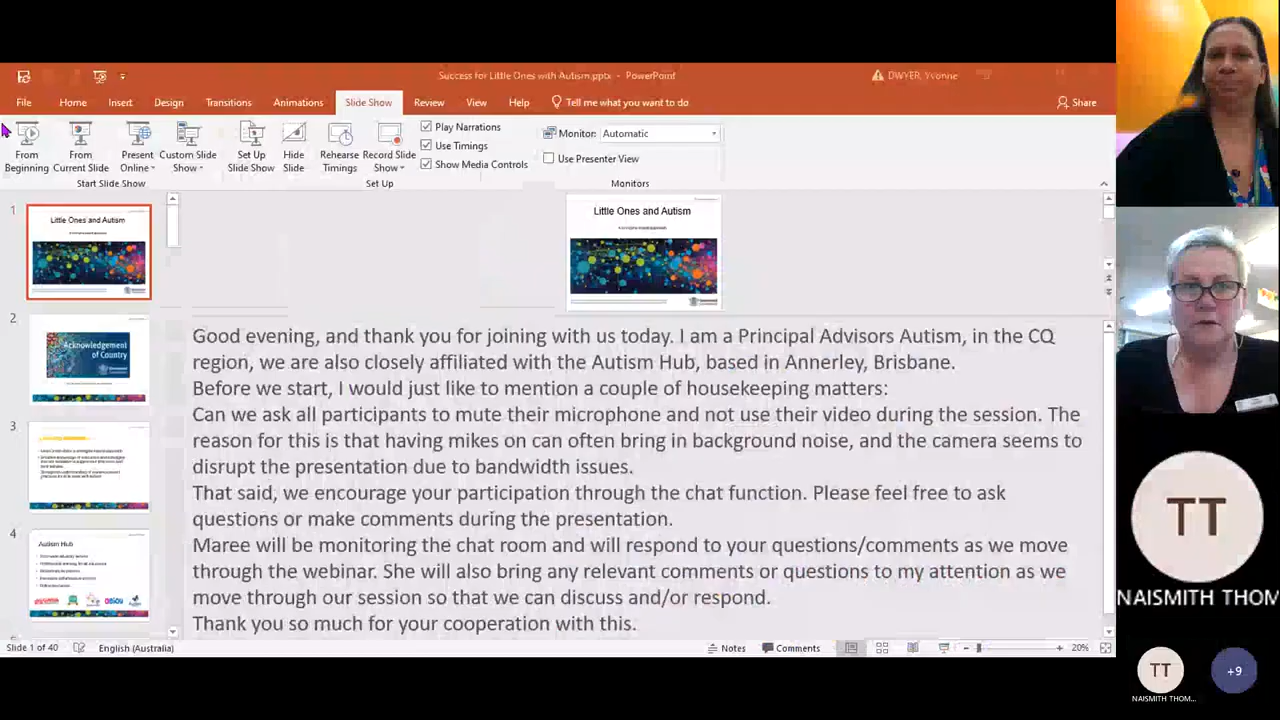 Success for Little Ones with Autism.pptx - PowerPoint
DWYER, Yvonne
File Home Insert Design Transitions Animations Slide Show Review View Help Tell me what you want to do Share
From Beginning
From Current Slide
Present Online
Custom Slide Show
Set Up Slide Show
Hide Slide
Rehearse Timings
Record Slide Show
Play Narrations
Use Timings
Show Media Controls
Monitor: Automatic
Use Presenter View
Start Slide Show
Set Up
Monitors
1
Little Ones and Autism
2
Acknowledgement
of Country
3
4
Autism Hub
Little Ones and Autism
Good evening, and thank you for joining with us today. I am a Principal Advisors Autism, in the CQ
region, we are also closely affiliated with the Autism Hub, based in Annerley, Brisbane.
Before we start, I would just like to mention a couple of housekeeping matters:
Can we ask all participants to mute their microphone and not use their video during the session. The
reason for this is that having mikes on can often bring in background noise, and the camera seems to
disrupt the presentation due to bandwidth issues.
That said, we encourage your participation through the chat function. Please feel free to ask
questions or make comments during the presentation.
Maree will be monitoring the chat room and will respond to your questions/comments as we move
through the webinar. She will also bring any relevant comments or questions to my attention as we
move through our session so that we can discuss and/or respond.
Thank you so much for your cooperation with this.
Slide 1 of 40
English (Australia)
Notes
Comments
20%
TT
NAISMITH THOM
TT
NAISMITH THOM...
+9